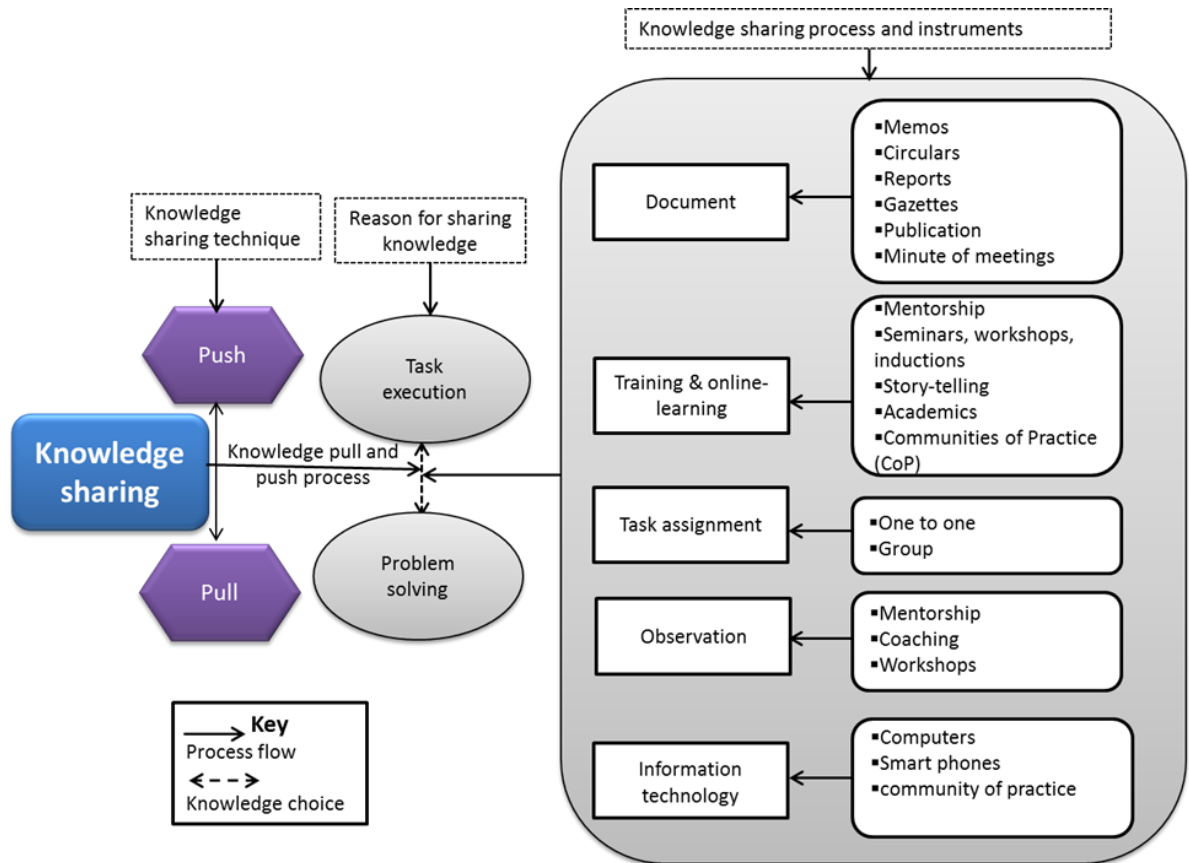 Knowledge sharing process and instruments
Knowledge
sharing technique
Reason for sharing
knowledge
Push
Pull
Knowledge
sharing
Knowledge pull and
push process
Task
execution
Problem
solving
Document
▪Memos
▪Circulars
▪Reports
▪Gazettes
▪Publication
▪Minute of meetings
Training & online-
learning
▪Mentorship
▪Seminars, workshops,
inductions
▪Story-telling
▪Academics
▪Communities of Practice
(CoP)
Task assignment
▪One to one
▪Group
Observation
▪Mentorship
▪Coaching
▪Workshops
Information
technology
▪Computers
▪Smart phones
▪community of practice
Key
Process flow
Knowledge choice